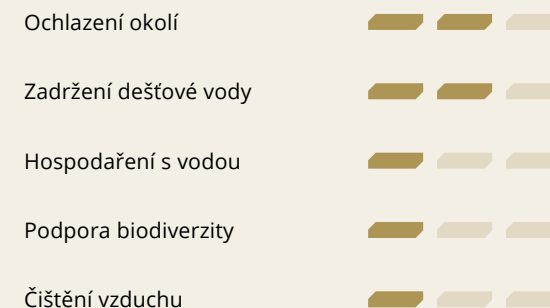 Ochlazení okolí
Zadržení dešťové vody
Hospodaření s vodou
Podpora biodiverzity
Čištění vzduchu